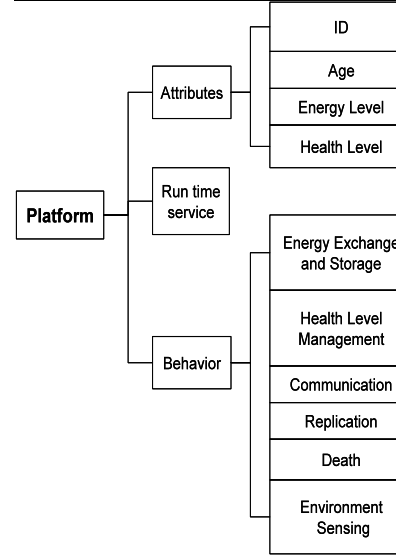 Platform
Attributes
ID
Age
Energy Level
Health Level
Run time
service
Behavior
Energy Exchange
and Storage
Health Level
Management
Communication
Replication
Death
Environment
Sensing